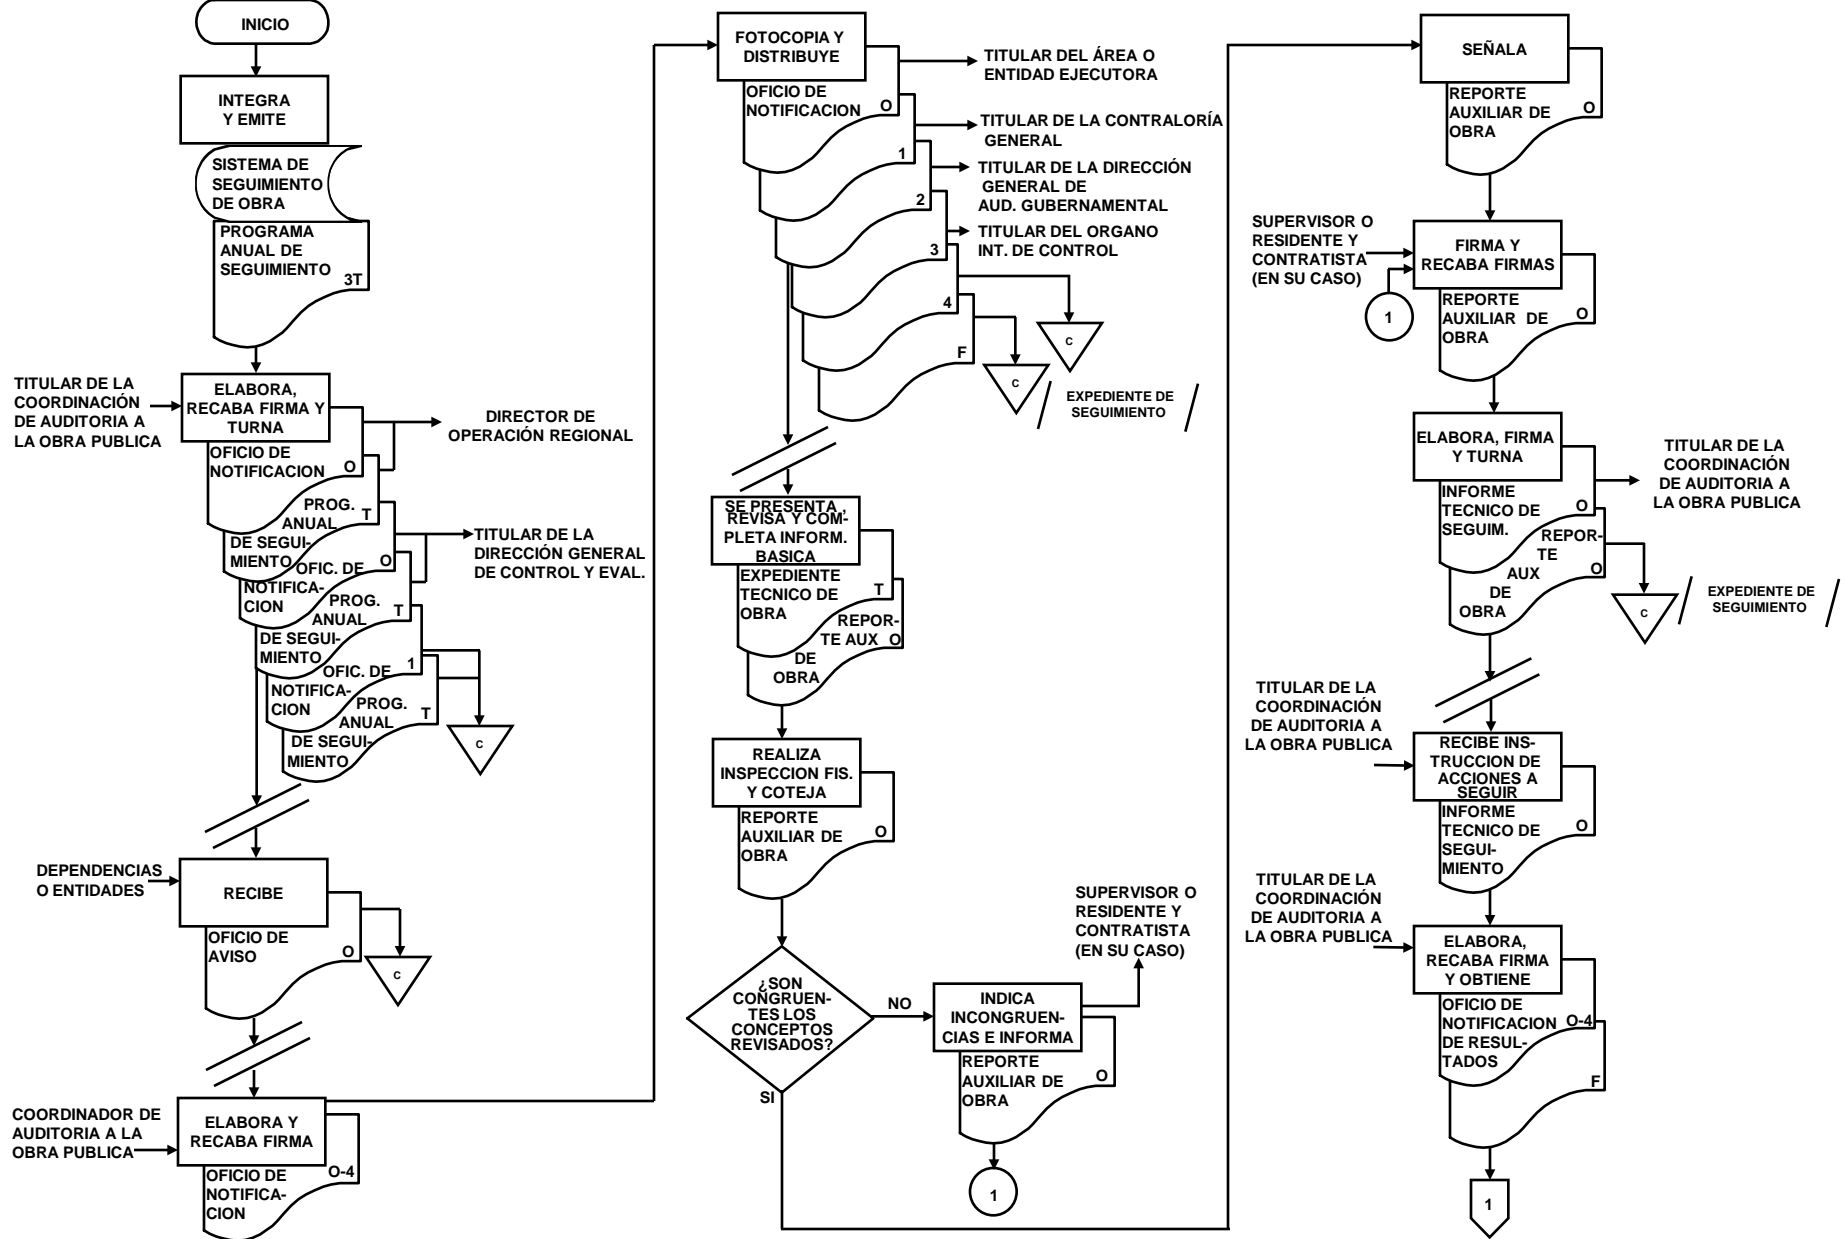 INICIO
INTEGRA
Y EMITE
SISTEMA DE
SEGUIMIENTO
DE OBRA
PROGRAMA
ANUAL DE
SEGUIMIENTO
3T
TITULAR DE LA
COORDINACIÓN
DE AUDITORIA A
LA OBRA PUBLICA
ELABORA,
RECABA FIRMA Y
TURNA
DIRECTOR DE
OPERACIÓN REGIONAL
OFICIO DE
NOTIFICACION
O
PROG.
ANUAL
DE SEGUI-
MIENTO
T
OFIC. DE
NOTIFICA-
CION
O
TITULAR DE LA
DIRECCIÓN GENERAL
DE CONTROL Y EVAL.
PROG.
ANUAL
DE SEGUI-
MIENTO
T
OFIC. DE
NOTIFICA-
CION
1
PROG.
ANUAL
DE SEGUI-
MIENTO
T
C
DEPENDENCIAS
O ENTIDADES
RECIBE
OFICIO DE
AVISO
O
C
COORDINADOR DE
AUDITORIA A LA
OBRA PUBLICA
ELABORA Y
RECABA FIRMA
OFICIO DE
NOTIFICA-
CION
O-4
FOTOCOPIA Y
DISTRIBUYE
OFICIO DE
NOTIFICACION
O
TITULAR DEL ÁREA O
ENTIDAD EJECUTORA
1
TITULAR DE LA CONTRALORÍA
GENERAL
2
TITULAR DE LA DIRECCIÓN
GENERAL DE
AUD. GUBERNAMENTAL
3
TITULAR DEL ORGANO
INT. DE CONTROL
4
C
F
C
EXPEDIENTE DE
SEGUIMIENTO
SE PRESENTA ,
REVISA Y COM-
PLETA INFORM.
BASICA
EXPEDIENTE
TECNICO DE
OBRA
T
REPOR-
TE AUX O
DE
OBRA
REALIZA
INSPECCION FIS.
Y COTEJA
REPORTE
AUXILIAR DE
OBRA
O
¿SON
CONGRUEN-
TES LOS
CONCEPTOS
REVISADOS?
NO
SI
SUPERVISOR O
RESIDENTE Y
CONTRATISTA
(EN SU CASO)
INDICA
INCONGRUEN-
CIAS E INFORMA
REPORTE
AUXILIAR DE
OBRA
O
1
SEÑALA
REPORTE
AUXILIAR DE
OBRA
O
SUPERVISOR O
RESIDENTE Y
CONTRATISTA
(EN SU CASO)
1
FIRMA Y
RECABA FIRMAS
REPORTE
AUXILIAR DE
OBRA
O
ELABORA, FIRMA
Y TURNA
TITULAR DE LA
COORDINACIÓN
DE AUDITORIA A
LA OBRA PUBLICA
INFORME
TECNICO DE
SEGUIM.
O
REPOR-
TE
AUX
DE
OBRA
O
C
EXPEDIENTE DE
SEGUIMIENTO
TITULAR DE LA
COORDINACIÓN
DE AUDITORIA A
LA OBRA PUBLICA
RECIBE INS-
TRUCCION DE
ACCIONES A
SEGUIR
INFORME
TECNICO DE
SEGUI-
MIENTO
O
TITULAR DE LA
COORDINACIÓN
DE AUDITORIA A
LA OBRA PUBLICA
ELABORA,
RECABA FIRMA
Y OBTIENE
OFICIO DE
NOTIFICACION
DE RESUL-
TADOS
O-4
F
1